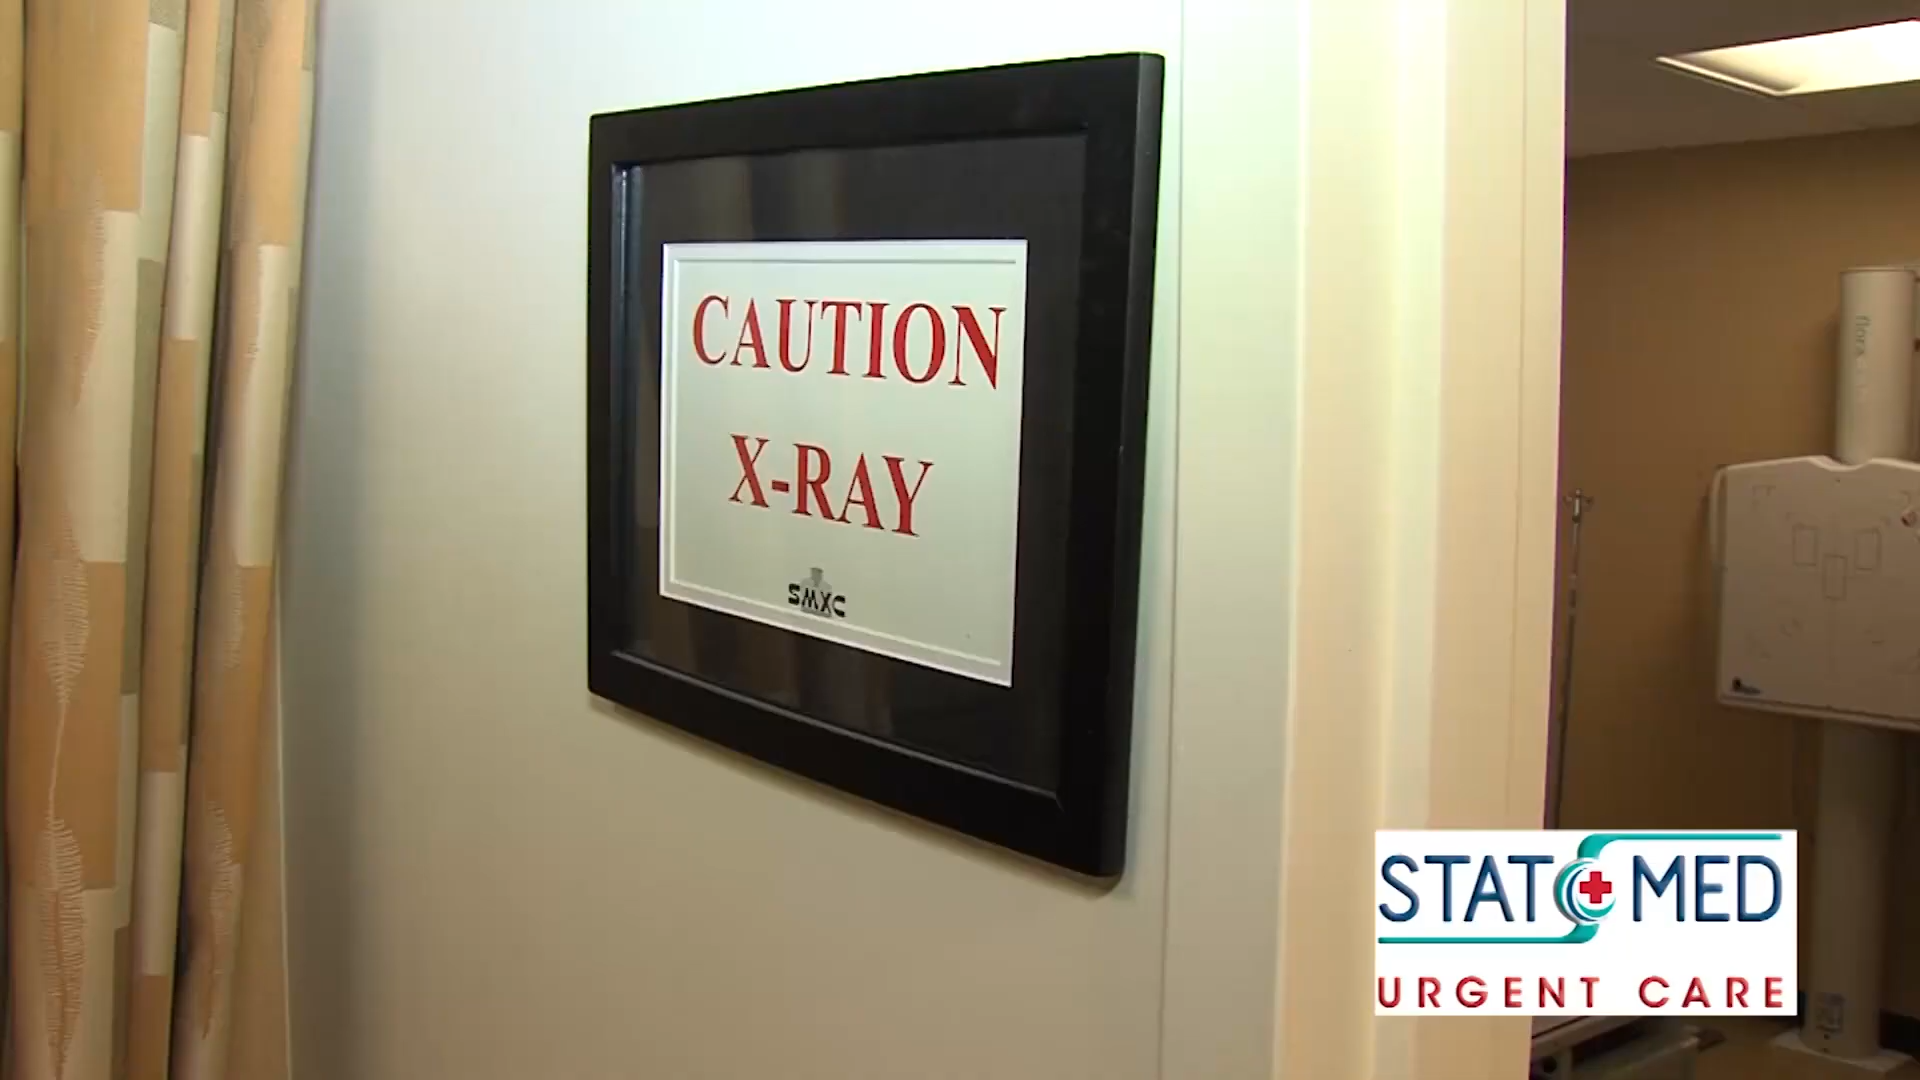 CAUTION
X-RAY
SMXC
STAT MED
URGENT CARE